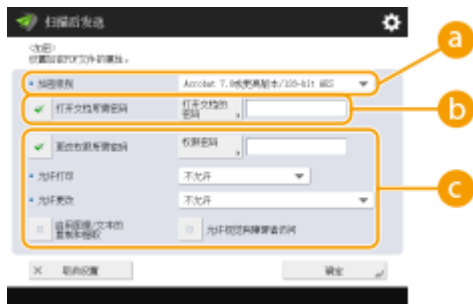 扫描后发送
<加密>
设置加密PDF文件的属性。
加密级别
Acrobat 7.0或更高版本/128-bit AES
a
打开文档所需密码
打开文档的
密码
b
更改权限所需密码
权限密码
允许打印
不允许
允许更改
不允许
c
启用图像/文本的
复制和提取
允许视觉有障碍者访问
取消设置
确定